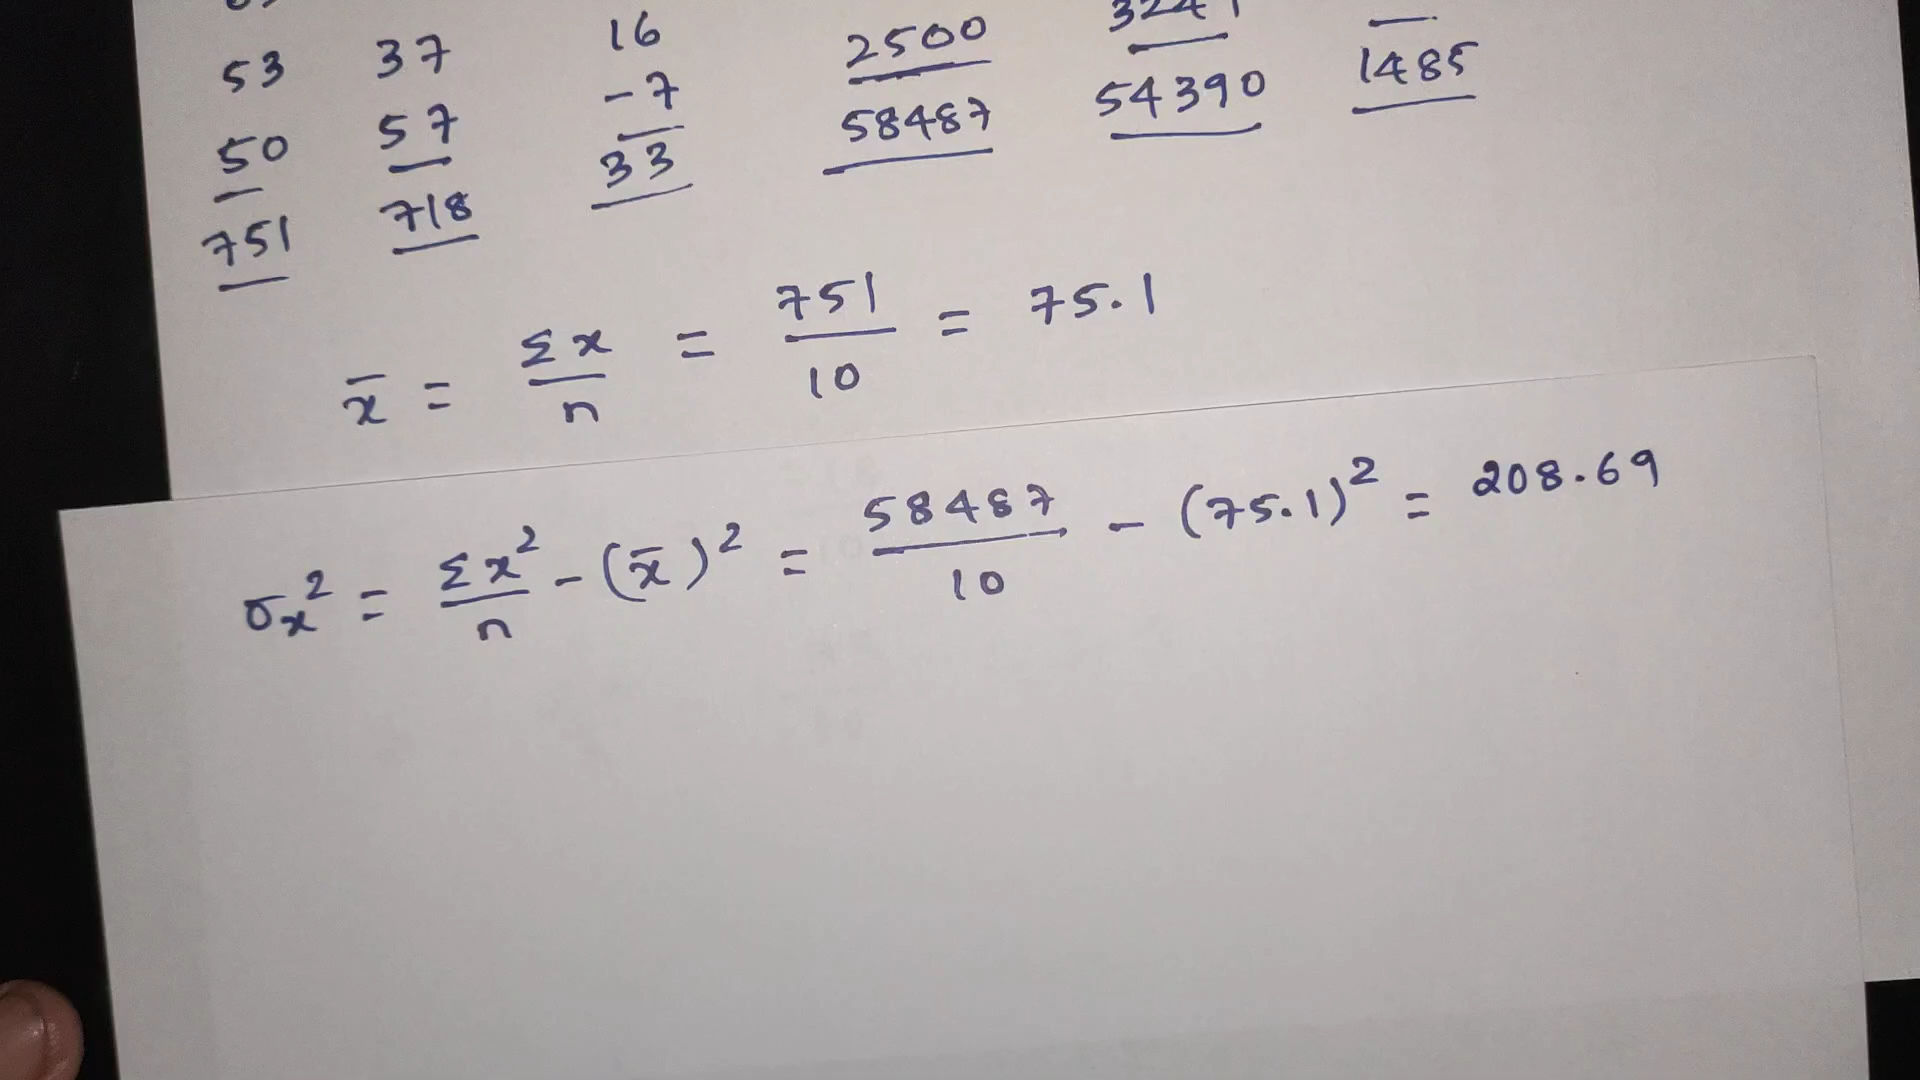 53 37 16 2500 3241
50 57 -7 58487 54390 1485
751 718 33
x̄ = Σx/n = 751/10 = 75.1
σx² = Σx²/n - (x̄)² = 58487/10 - (75.1)² = 208.69